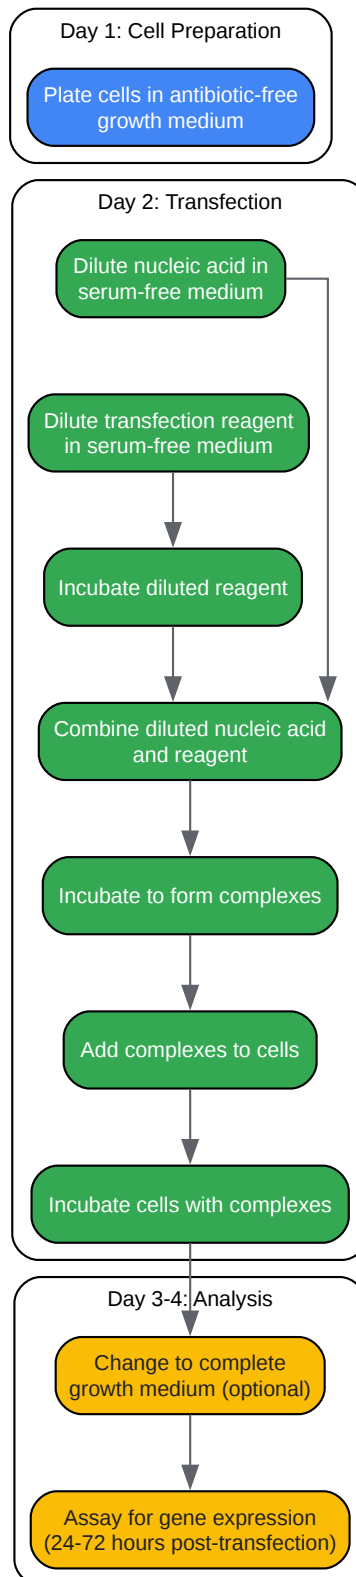 Day 1: Cell Preparation
Plate cells in antibiotic-free
growth medium
Day 2: Transfection
Dilute nucleic acid in
serum-free medium
Dilute transfection reagent
in serum-free medium
Incubate diluted reagent
Combine diluted nucleic acid
and reagent
Incubate to form complexes
Add complexes to cells
Incubate cells with complexes
Day 3-4: Analysis
Change to complete
growth medium (optional)
Assay for gene expression
(24-72 hours post-transfection)